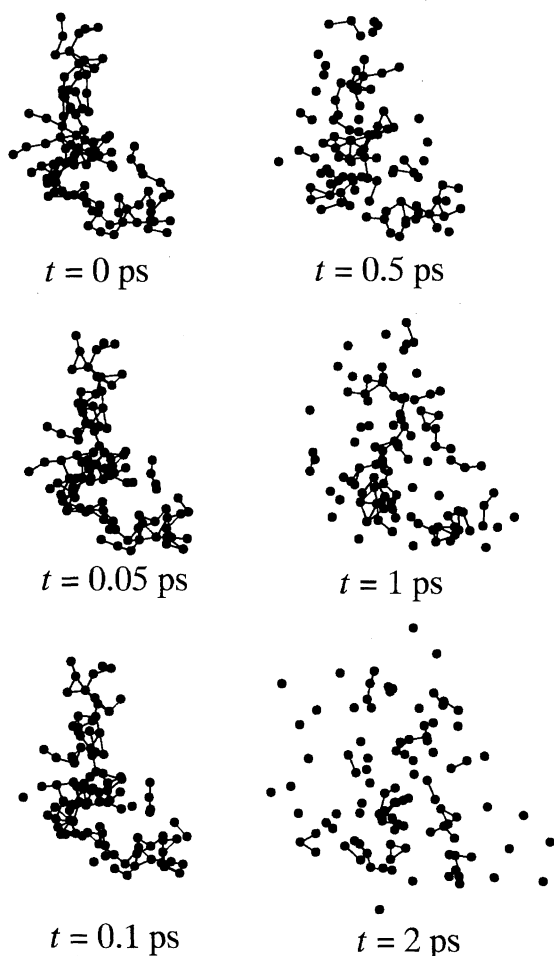 t = 0 ps
t = 0.5 ps
t = 0.05 ps
t = 1 ps
t = 0.1 ps
t = 2 ps